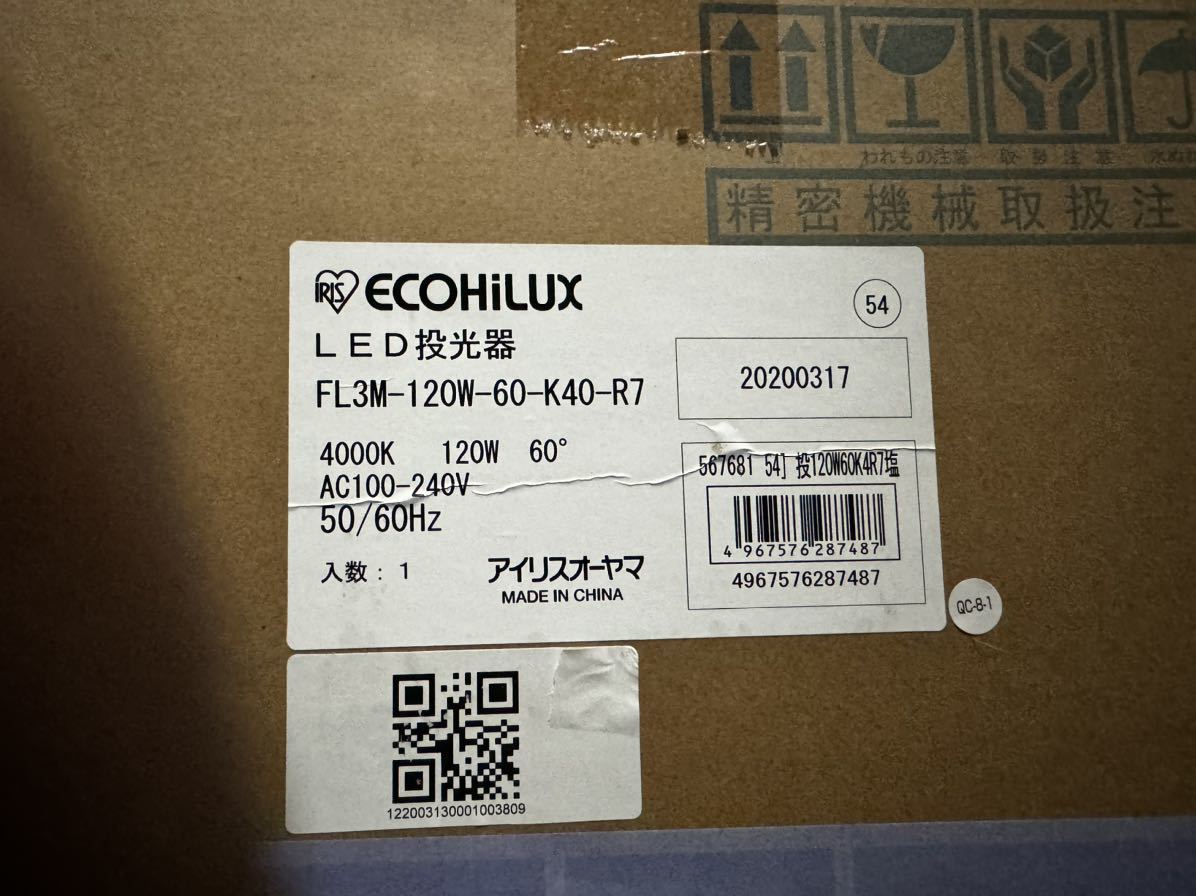 われもの注意 取扱注意 水ぬ
精密機械取扱注
IRIS ECOHiLUX
54
LED投光器
FL3M-120W-60-K40-R7
20200317
4000K 120W 60°
AC100-240V
50/60Hz
567681 54] 投120W60K4R7塩
4 967576 287487
4967576287487
入数: 1
アイリスオーヤマ
MADE IN CHINA
QC-8-1
122003130001003809